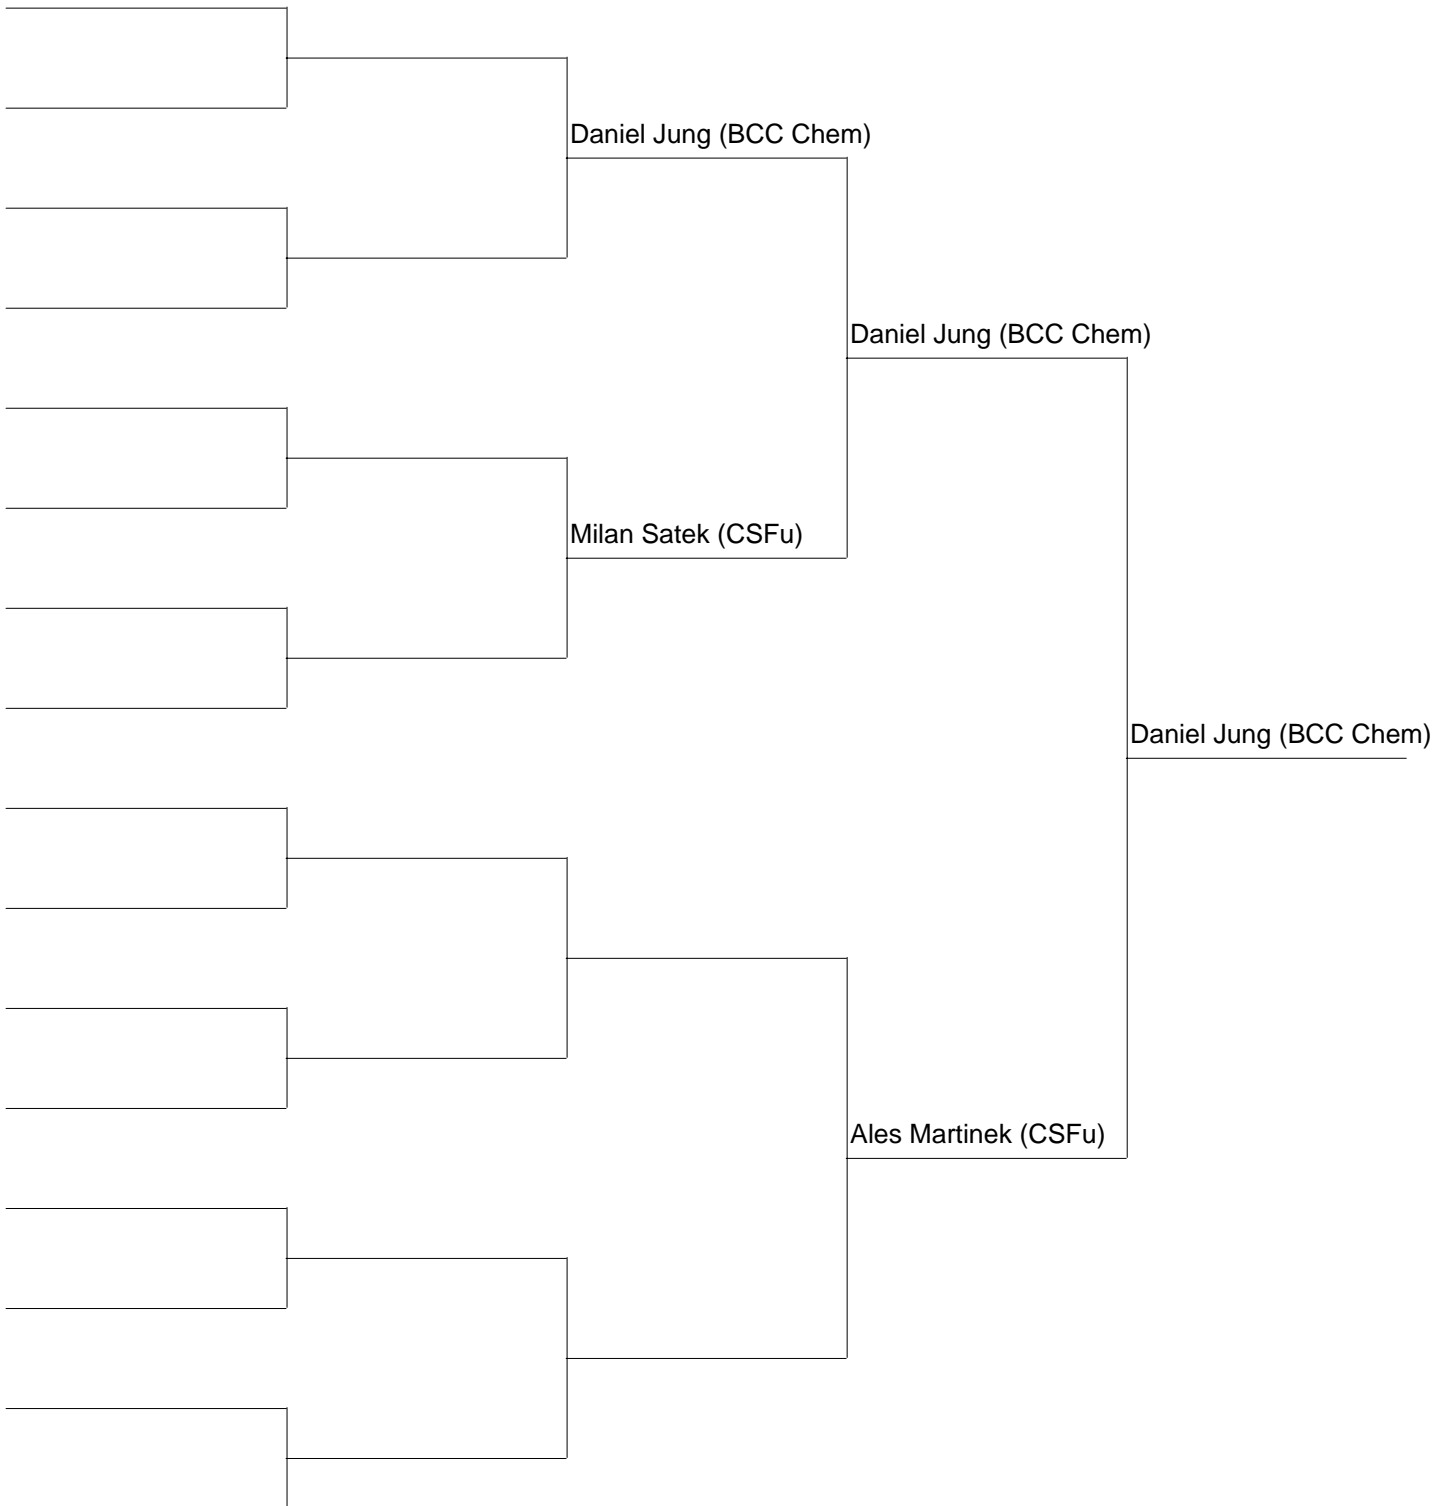 Daniel Jung (BCC Chem)
Daniel Jung (BCC Chem)
Milan Satek (CSFu)
Daniel Jung (BCC Chem)
Ales Martinek (CSFu)